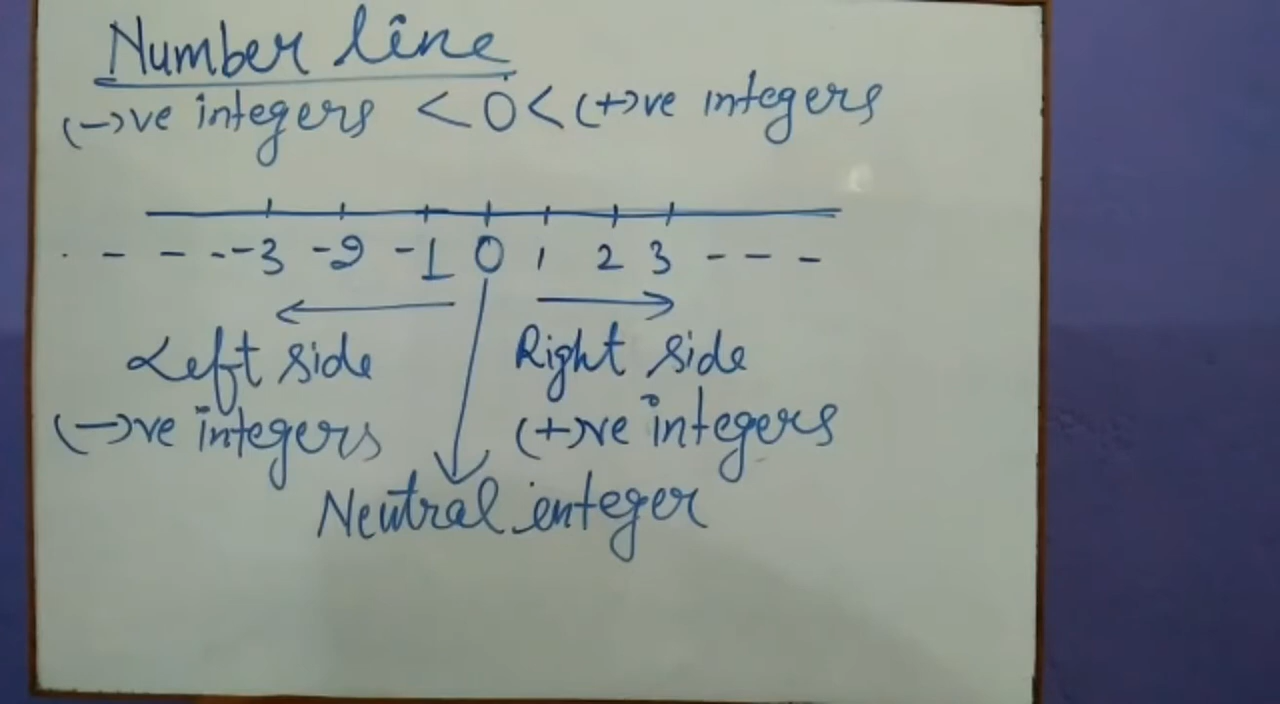 Number line
(-)ve integers < 0 < (+)ve integers
- - - -3 -2 -1 0 1 2 3 - - -
Left side Right side
(-)ve integers (+)ve integers
Neutral integer